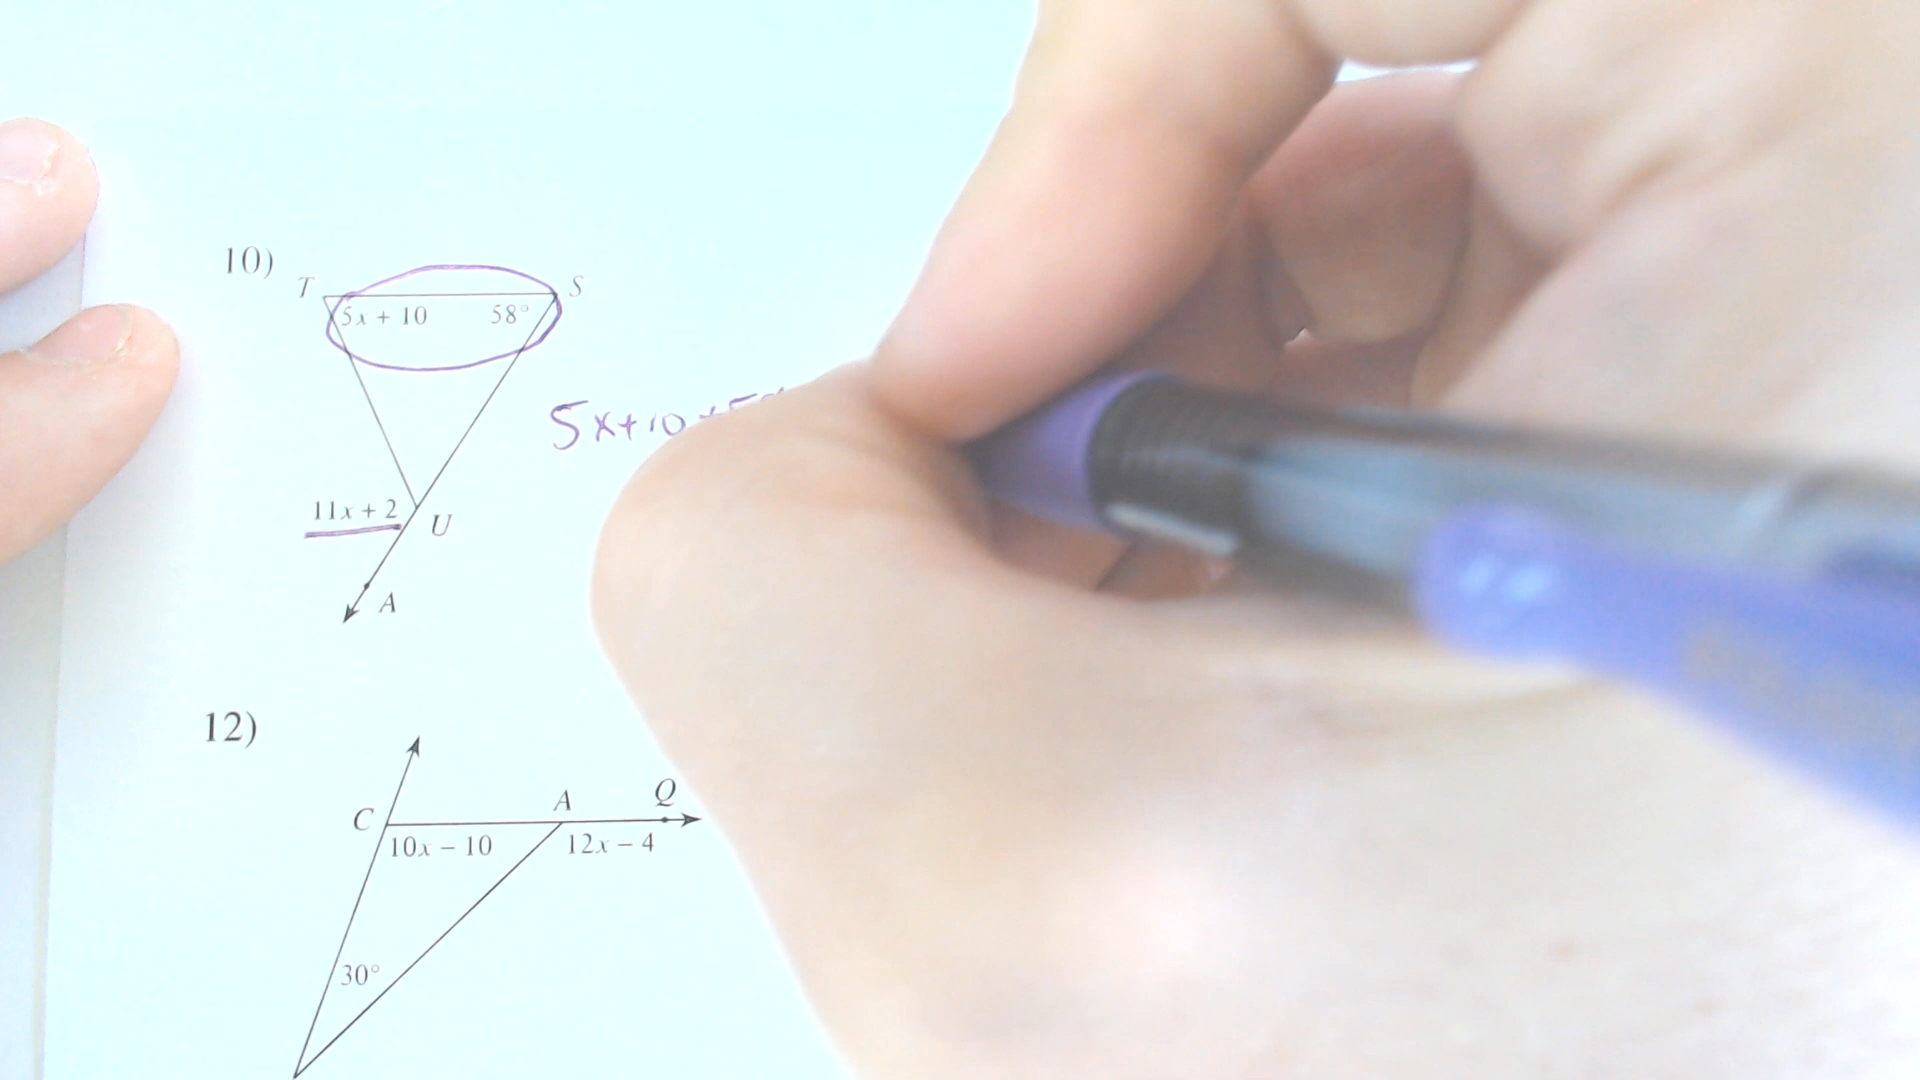 10)
T
S
5x + 10
58°
5x+10
11x + 2
U
A
12)
C
A
Q
10x – 10
12x – 4
30°